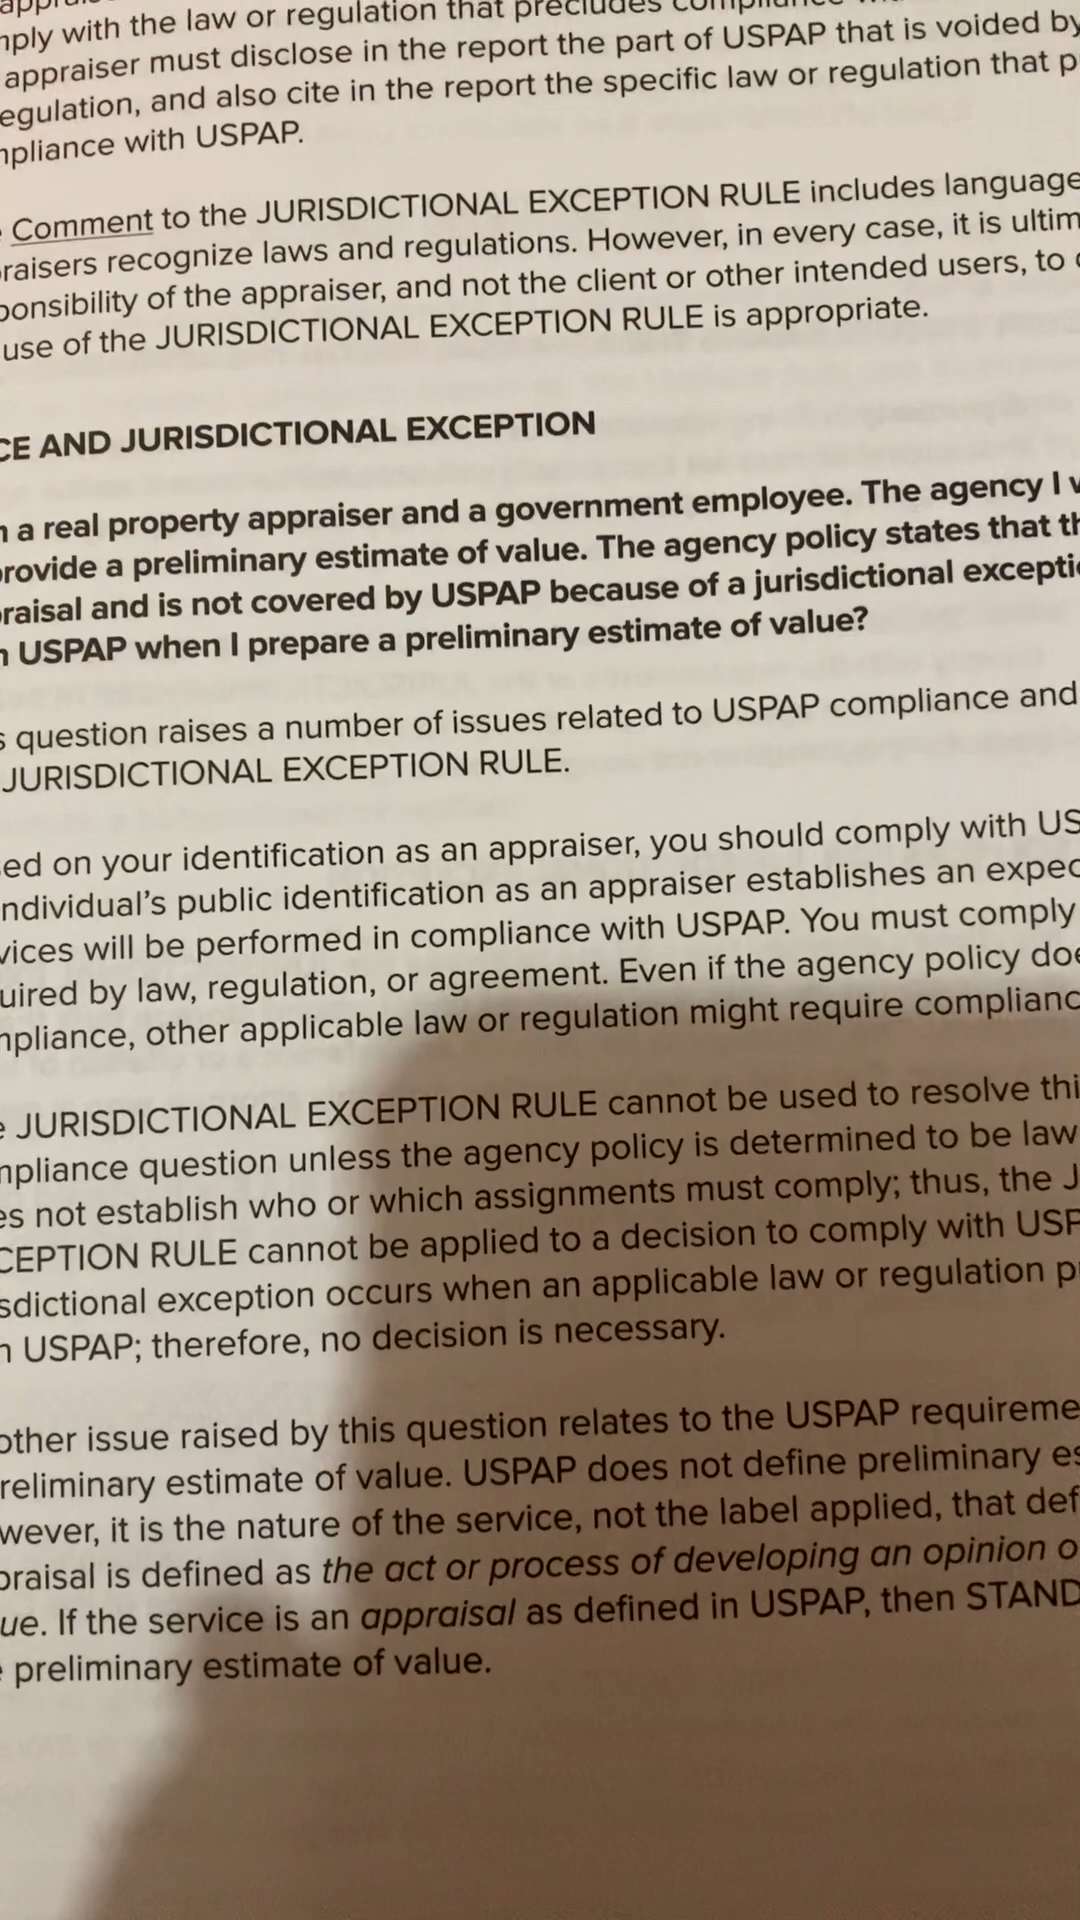 mply with the law or regulation that precludes
appraiser must disclose in the report the part of USPAP that is voided by
egulation, and also cite in the report the specific law or regulation that p
mpliance with USPAP.
Comment to the JURISDICTIONAL EXCEPTION RULE includes language
raisers recognize laws and regulations. However, in every case, it is ultim
ponsibility of the appraiser, and not the client or other intended users, to
use of the JURISDICTIONAL EXCEPTION RULE is appropriate.
CE AND JURISDICTIONAL EXCEPTION
a real property appraiser and a government employee. The agency I
provide a preliminary estimate of value. The agency policy states that th
raisal and is not covered by USPAP because of a jurisdictional excepti
USPAP when I prepare a preliminary estimate of value?
s question raises a number of issues related to USPAP compliance and
JURISDICTIONAL EXCEPTION RULE.
ed on your identification as an appraiser, you should comply with US
ndividual's public identification as an appraiser establishes an expec
vices will be performed in compliance with USPAP. You must comply
uired by law, regulation, or agreement. Even if the agency policy doe
mpliance, other applicable law or regulation might require complianc
e JURISDICTIONAL EXCEPTION RULE cannot be used to resolve thi
mpliance question unless the agency policy is determined to be law
es not establish who or which assignments must comply; thus, the J
CEPTION RULE cannot be applied to a decision to comply with USP
sdictional exception occurs when an applicable law or regulation p
h USPAP; therefore, no decision is necessary.
other issue raised by this question relates to the USPAP requireme
reliminary estimate of value. USPAP does not define preliminary es
wever, it is the nature of the service, not the label applied, that def
praisal is defined as the act or process of developing an opinion o
ue. If the service is an appraisal as defined in USPAP, then STAND
e preliminary estimate of value.